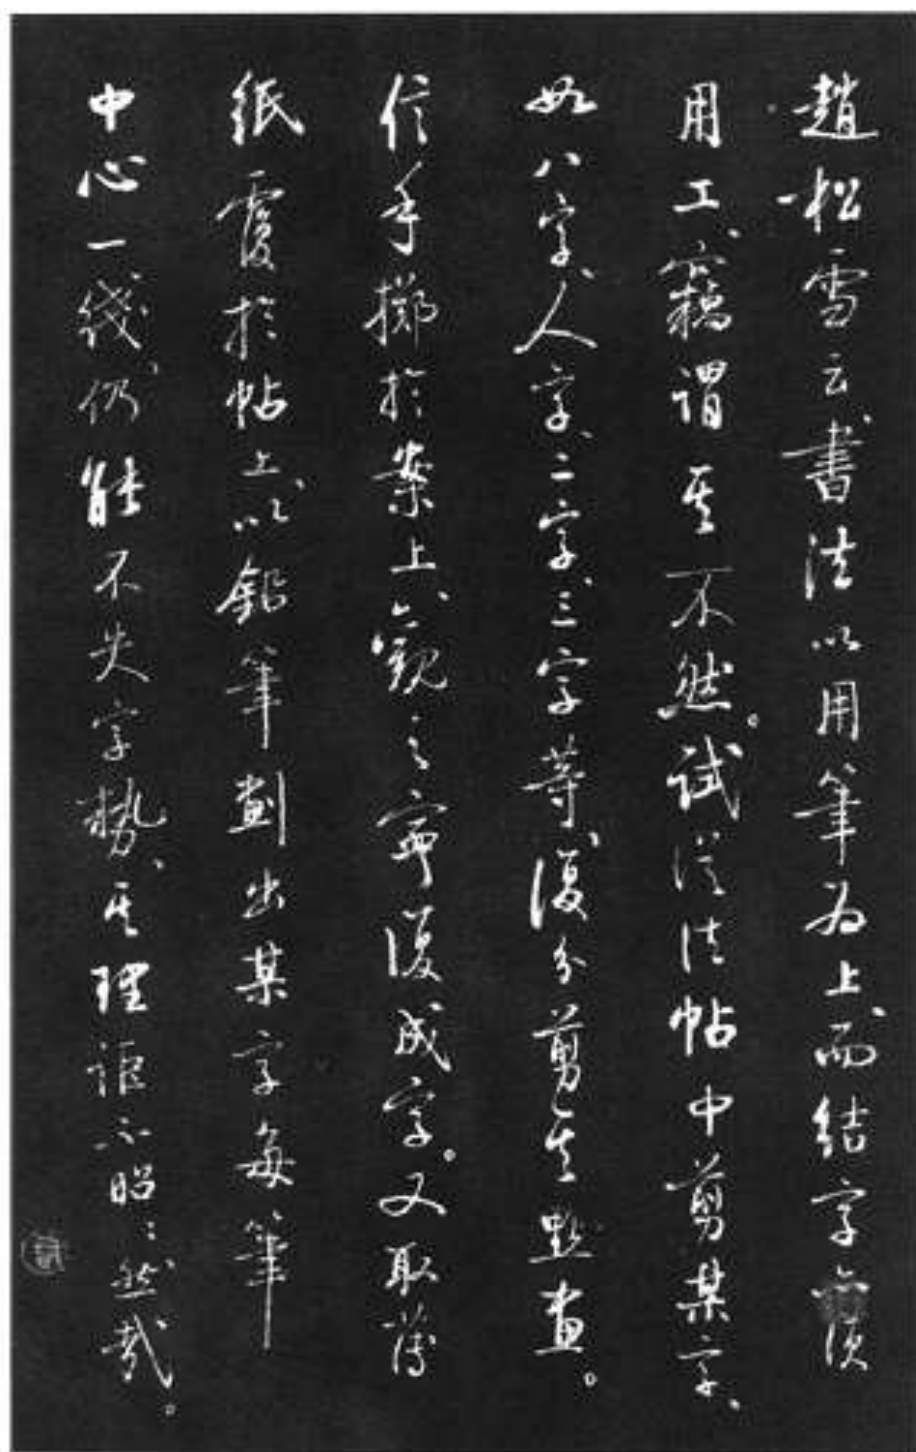 趙松雪云、書法以用筆為上、而結字亦須
用工、竊謂其不然。試從法帖中剪某字、
如八字、人字、二字、三字等、復分剪其點畫。
信手擲於案上、觀之寧復成字。又取薄
紙覆於帖上、以鉛筆劃出某字每筆
中心一綫、仍能不失字勢、其理詎不昭々然哉。